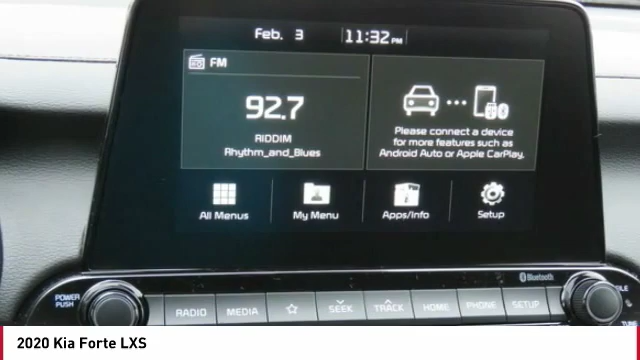 Feb. 3 11:32 PM
FM
92.7
RIDDIM
Rhythm_and_Blues
Please connect a device
for more features such as
Android Auto or Apple CarPlay.
All Menus My Menu Apps/Info Setup
Bluetooth
POWER
PUSH
RADIO MEDIA SEEK TRACK HOME PHONE SETUP
TUNE
2020 Kia Forte LXS